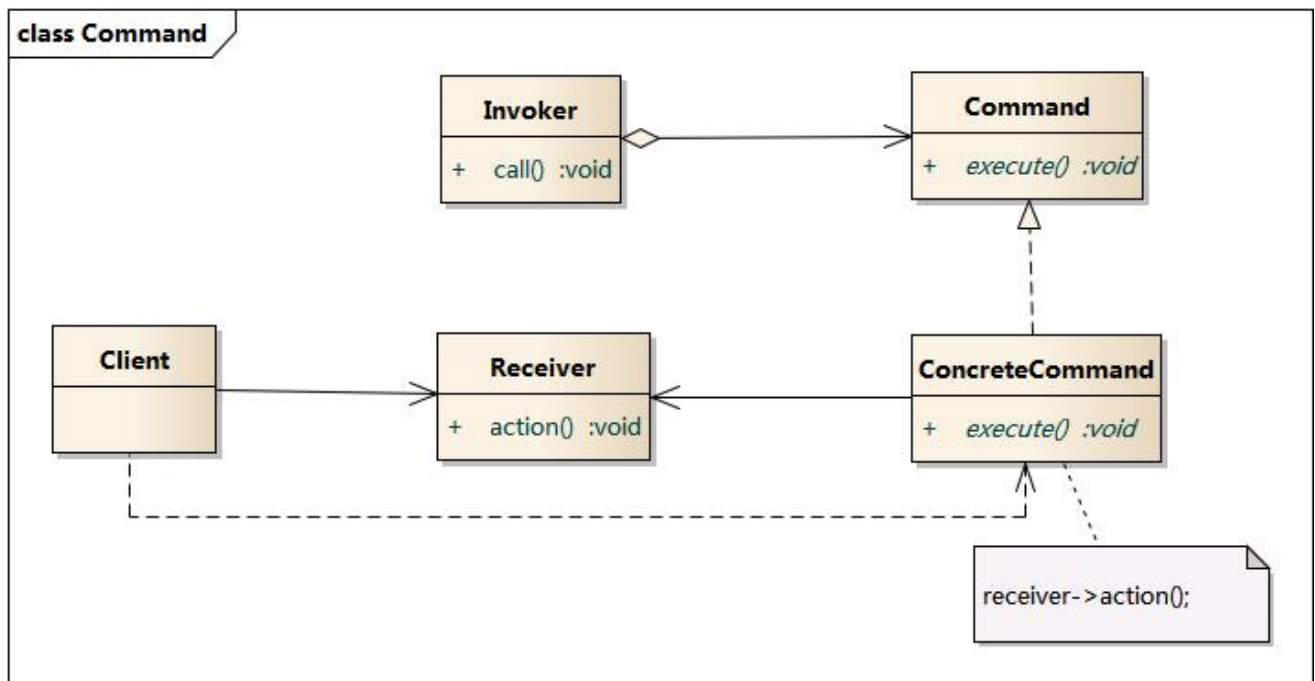 class Command
Invoker
+ call() :void
Command
+ execute() :void
Client
Receiver
+ action() :void
ConcreteCommand
+ execute() :void
receiver->action();